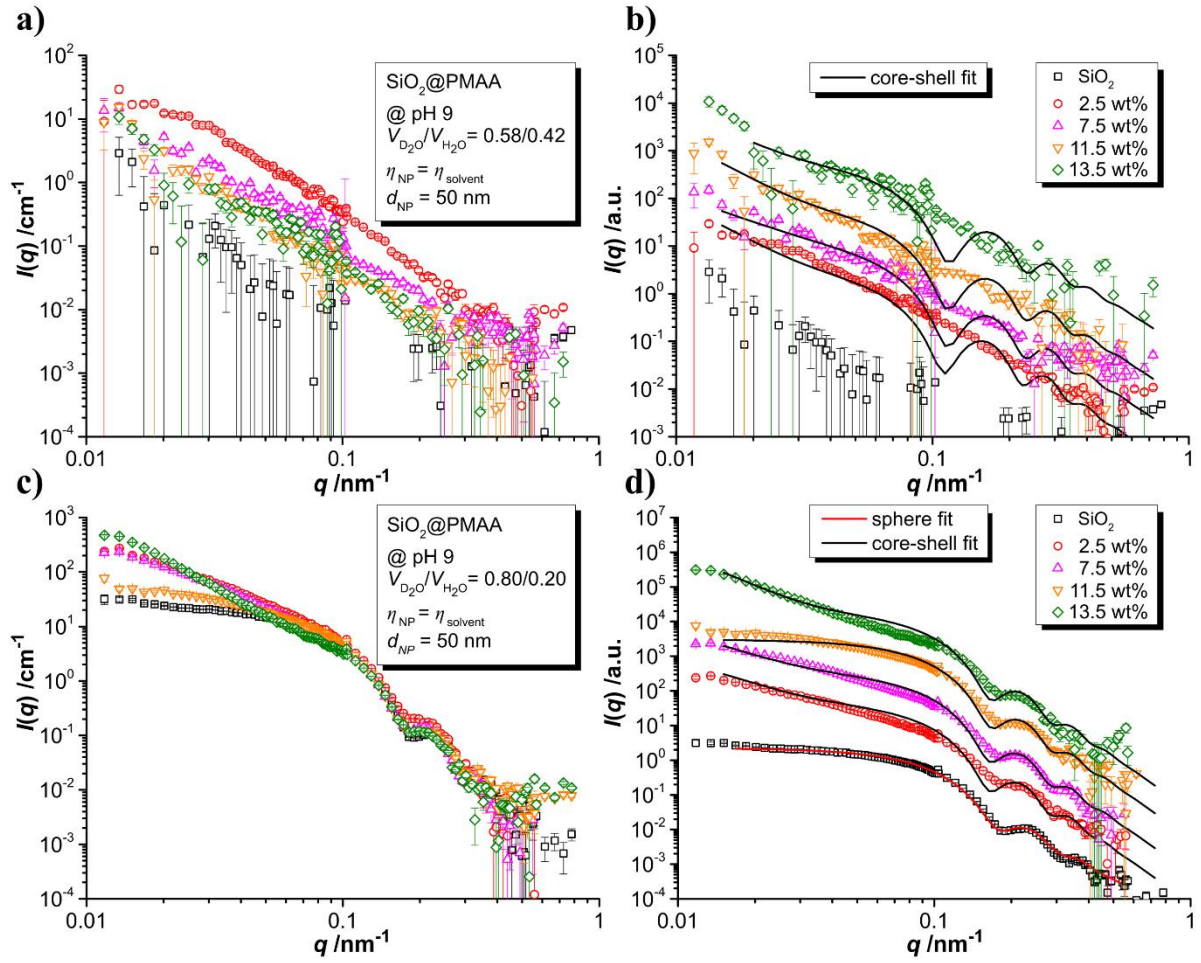 a)
I(q) /cm⁻¹
10²
10¹
10⁰
10⁻¹
10⁻²
10⁻³
10⁻⁴
SiO₂@PMAA
@ pH 9
V_D₂O/V_H₂O = 0.58/0.42
η_NP = η_solvent
d_NP = 50 nm
0.01 0.1 1
q /nm⁻¹
b)
I(q) /a.u.
10⁵
10⁴
10³
10²
10¹
10⁰
10⁻¹
10⁻²
10⁻³
core-shell fit
SiO₂
2.5 wt%
7.5 wt%
11.5 wt%
13.5 wt%
0.01 0.1 1
q /nm⁻¹
c)
I(q) /cm⁻¹
10³
10²
10¹
10⁰
10⁻¹
10⁻²
10⁻³
10⁻⁴
SiO₂@PMAA
@ pH 9
V_D₂O/V_H₂O = 0.80/0.20
η_NP = η_solvent
d_NP = 50 nm
0.01 0.1 1
q /nm⁻¹
d)
I(q) /a.u.
10⁷
10⁶
10⁵
10⁴
10³
10²
10¹
10⁰
10⁻¹
10⁻²
10⁻³
10⁻⁴
sphere fit
core-shell fit
SiO₂
2.5 wt%
7.5 wt%
11.5 wt%
13.5 wt%
0.01 0.1 1
q /nm⁻¹